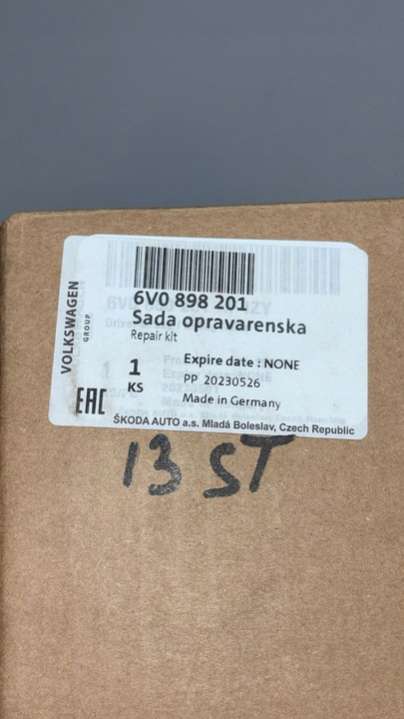 VOLKSWAGEN
GROUP
6V0 898 201
Sada opravarenska
Repair kit
1
KS
Expire date : NONE
PP 20230526
Made in Germany
EAC
ŠKODA AUTO a.s. Mladá Boleslav, Czech Republic
13 ST